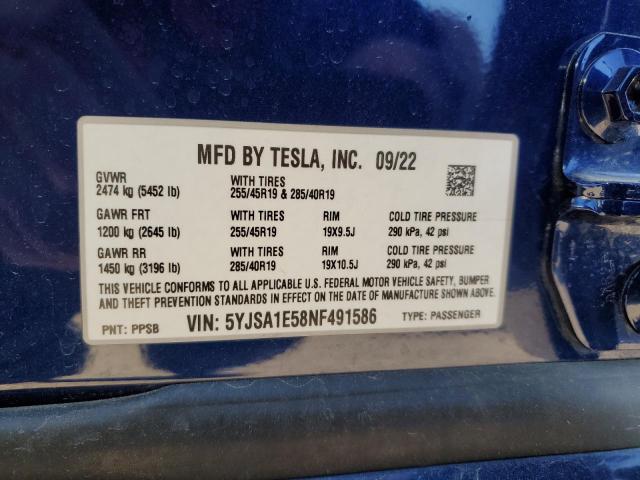 MFD BY TESLA, INC. 09/22
GVWR WITH TIRES
2474 kg (5452 lb) 255/45R19 & 285/40R19
GAWR FRT WITH TIRES RIM COLD TIRE PRESSURE
1200 kg (2645 lb) 255/45R19 19X9.5J 290 kPa, 42 psi
GAWR RR WITH TIRES RIM COLD TIRE PRESSURE
1450 kg (3196 lb) 285/40R19 19X10.5J 290 kPa, 42 psi
THIS VEHICLE CONFORMS TO ALL APPLICABLE U.S. FEDERAL MOTOR VEHICLE SAFETY, BUMPER
AND THEFT PREVENTION STANDARDS IN EFFECT ON THE DATE OF MANUFACTURE SHOWN ABOVE.
PNT: PPSB VIN: 5YJSA1E58NF491586 TYPE: PASSENGER